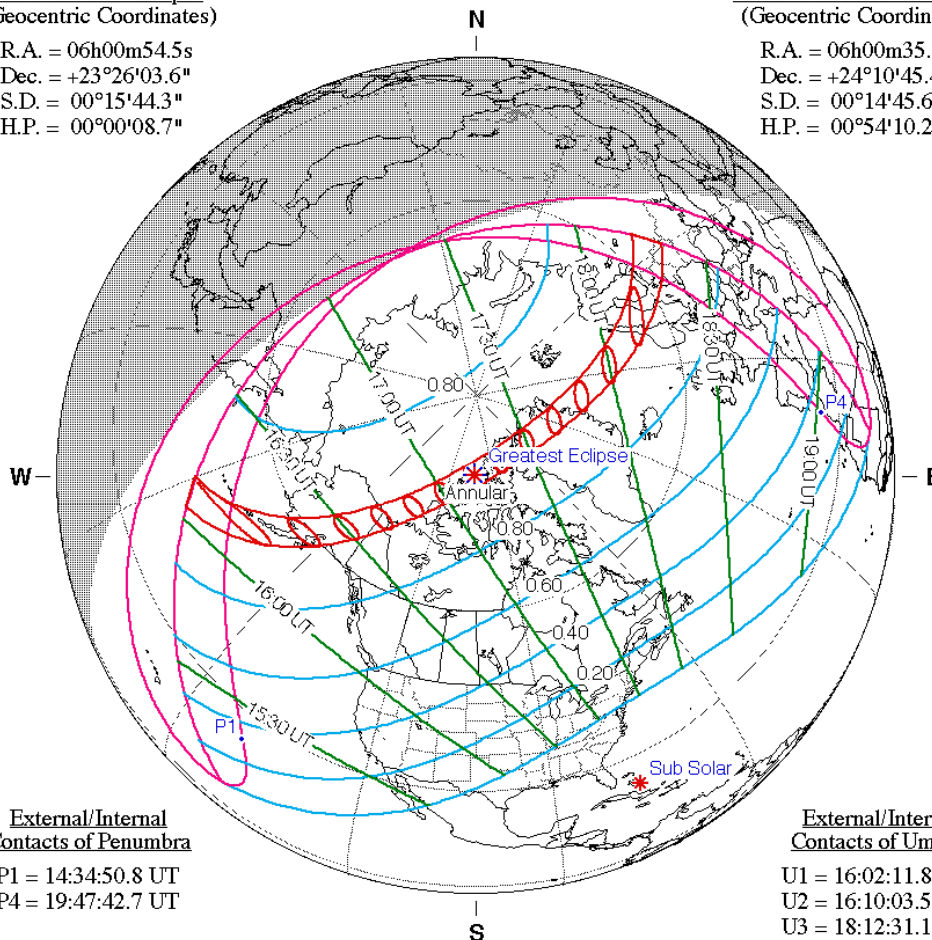 Geocentric Coordinates)
R.A. = 06h00m54.5s
Dec. = +23°26'03.6"
S.D. = 00°15'44.3"
H.P. = 00°00'08.7"
N
(Geocentric Coordin
R.A. = 06h00m35.
Dec. = +24°10'45.4
S.D. = 00°14'45.6
H.P. = 00°54'10.2
W
E
S
17:30 UT
17:00 UT
16:30 UT
16:00 UT
15:30 UT
18:00 UT
18:30 UT
19:00 UT
0.80
P4
Greatest Eclipse
Annular
0.80
0.60
0.40
0.20
P1
Sub Solar
External/Internal
Contacts of Penumbra
P1 = 14:34:50.8 UT
P4 = 19:47:42.7 UT
External/Inter
Contacts of Um
U1 = 16:02:11.8
U2 = 16:10:03.5
U3 = 18:12:31.1